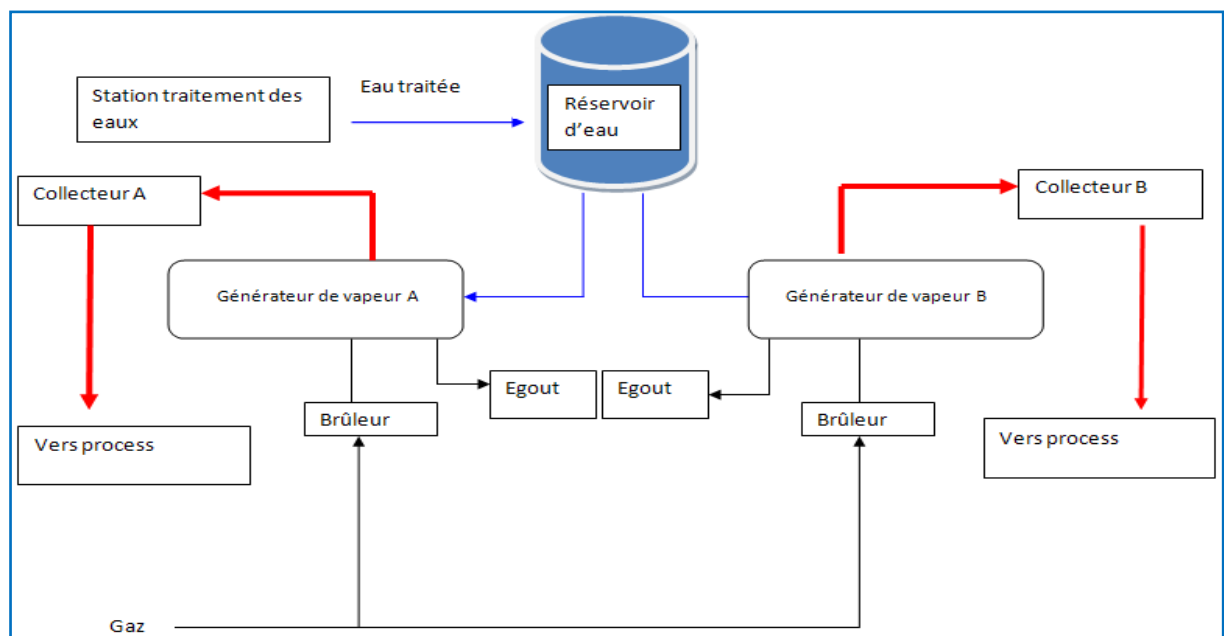 Station traitement des
eaux
Eau traitée
Réservoir
d'eau
Collecteur A
Collecteur B
Générateur de vapeur A
Générateur de vapeur B
Egout
Egout
Brûleur
Brûleur
Vers process
Vers process
Gaz